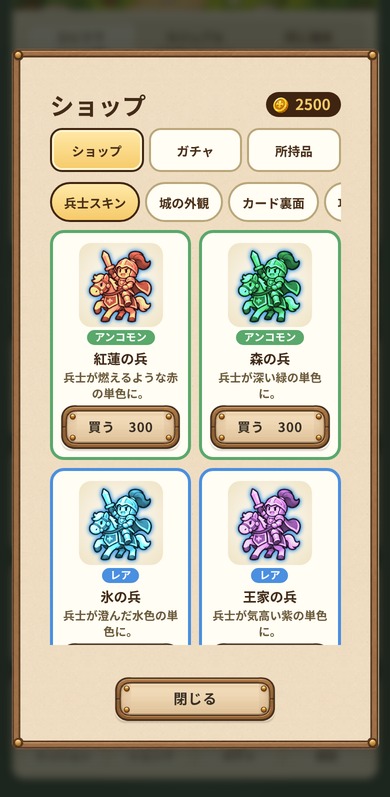 ショップ
2500
ショップ
ガチャ
所持品
兵士スキン
城の外観
カード裏面
アンコモン
アンコモン
紅蓮の兵
森の兵
兵士が燃えるような赤
の単色に。
兵士が深い緑の単色
に。
買う 300
買う 300
レア
レア
氷の兵
王家の兵
兵士が澄んだ水色の単
色に。
兵士が気高い紫の単色
に。
閉じる